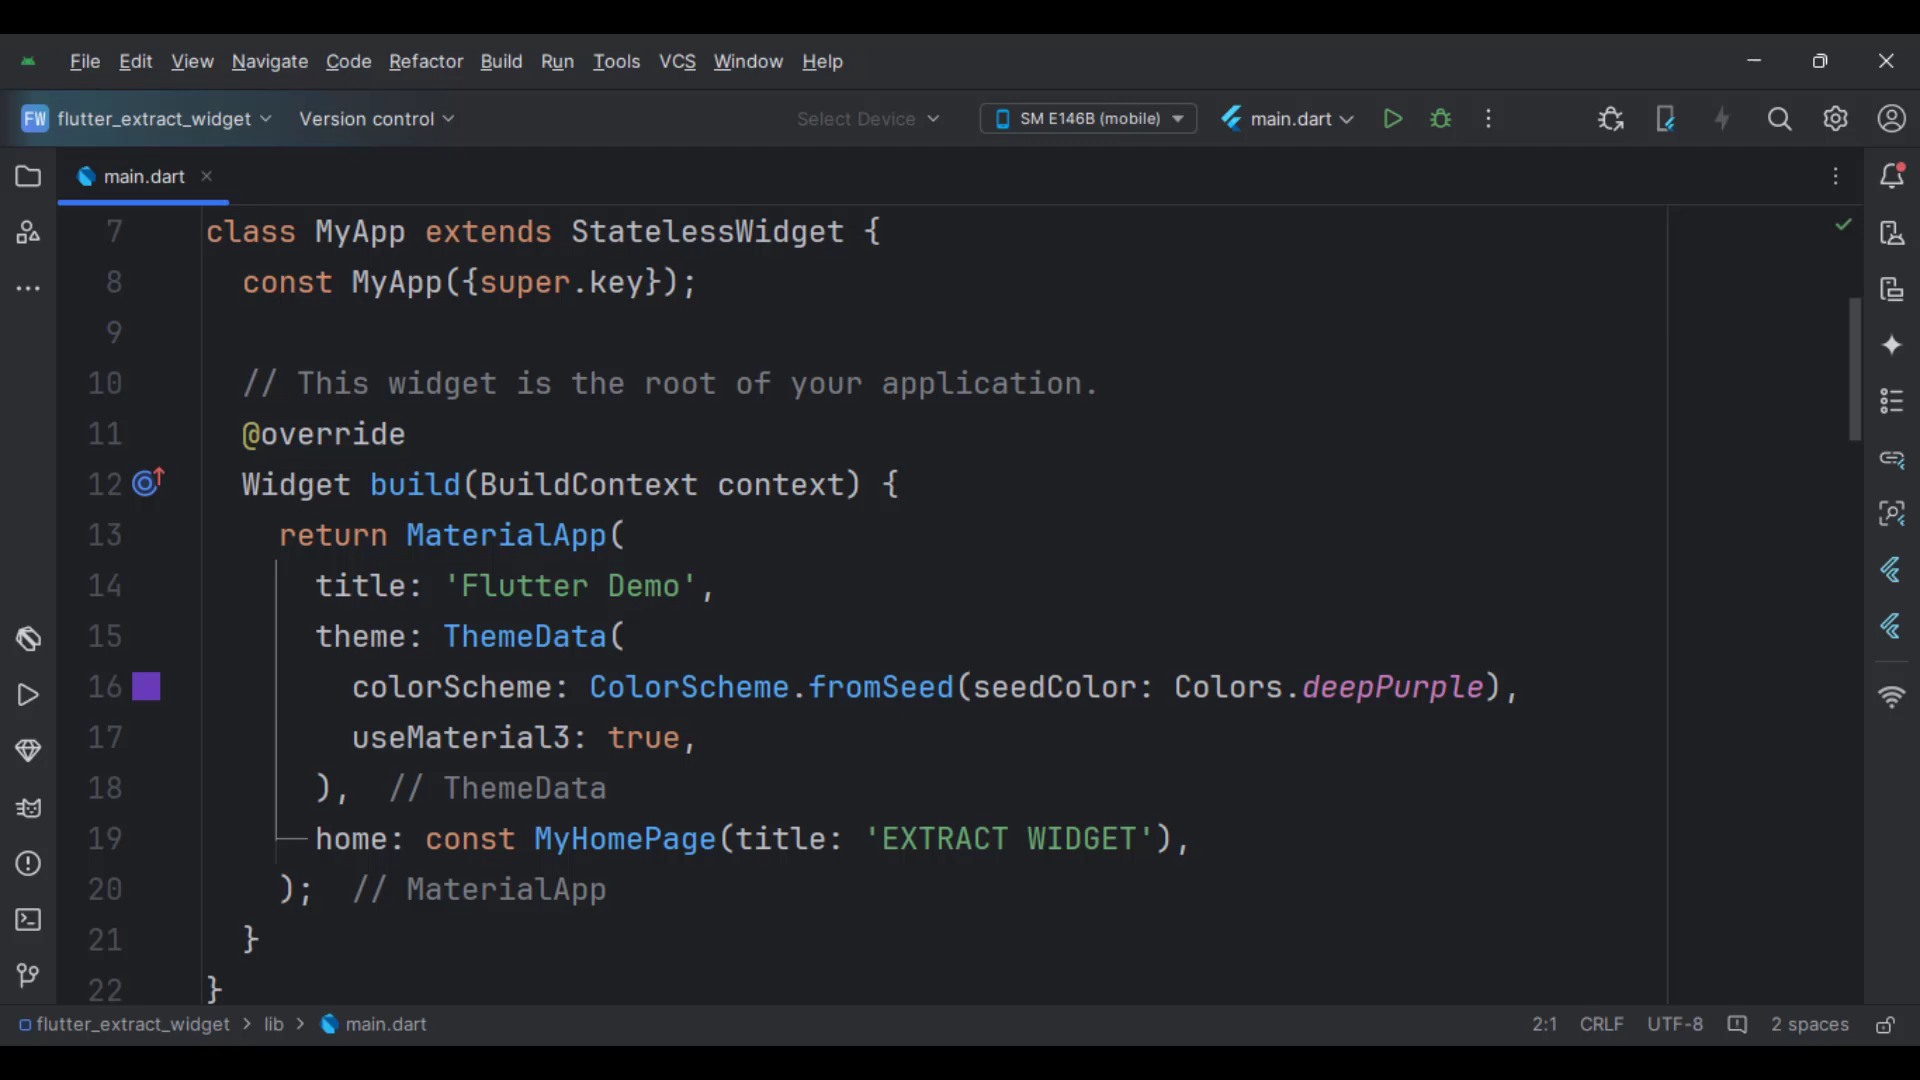 File Edit View Navigate Code Refactor Build Run Tools VCS Window Help
FW flutter_extract_widget Version control Select Device SM E146B (mobile) main.dart
main.dart
7 class MyApp extends StatelessWidget {
8 const MyApp({super.key});
9
10 // This widget is the root of your application.
11 @override
12 Widget build(BuildContext context) {
13 return MaterialApp(
14 title: 'Flutter Demo',
15 theme: ThemeData(
16 colorScheme: ColorScheme.fromSeed(seedColor: Colors.deepPurple),
17 useMaterial3: true,
18 ), // ThemeData
19 home: const MyHomePage(title: 'EXTRACT WIDGET'),
20 ); // MaterialApp
21 }
22 }
flutter_extract_widget > lib > main.dart 2:1 CRLF UTF-8 2 spaces